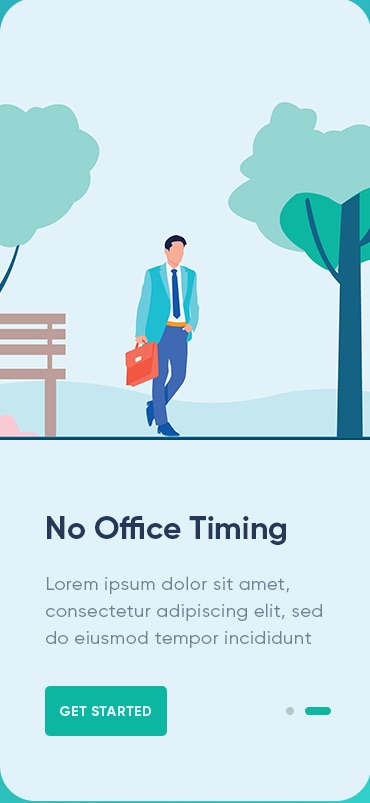 No Office Timing
Lorem ipsum dolor sit amet,
consectetur adipiscing elit, sed
do eiusmod tempor incididunt
GET STARTED